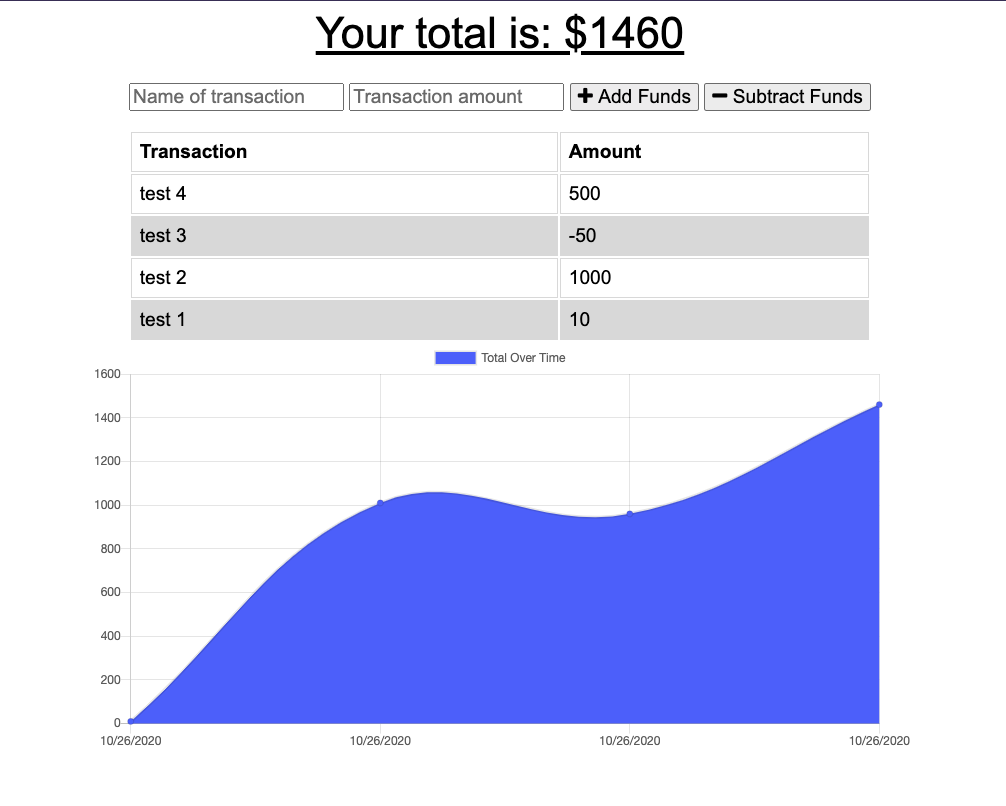 Your total is: $1460
Name of transaction Transaction amount + Add Funds − Subtract Funds
Transaction Amount
test 4 500
test 3 -50
test 2 1000
test 1 10
Total Over Time
1600
1400
1200
1000
800
600
400
200
0
10/26/2020 10/26/2020 10/26/2020 10/26/2020